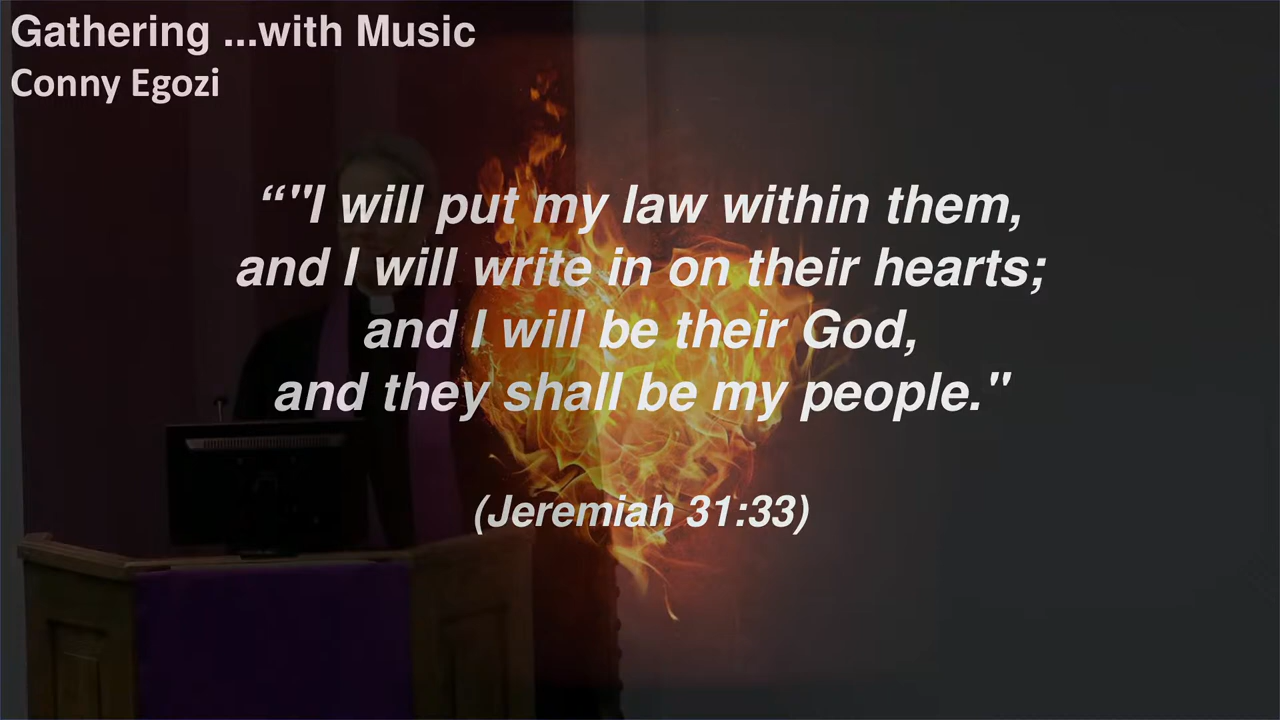 Gathering ...with Music
Conny Egozi
“"I will put my law within them,
and I will write in on their hearts;
and I will be their God,
and they shall be my people."
(Jeremiah 31:33)